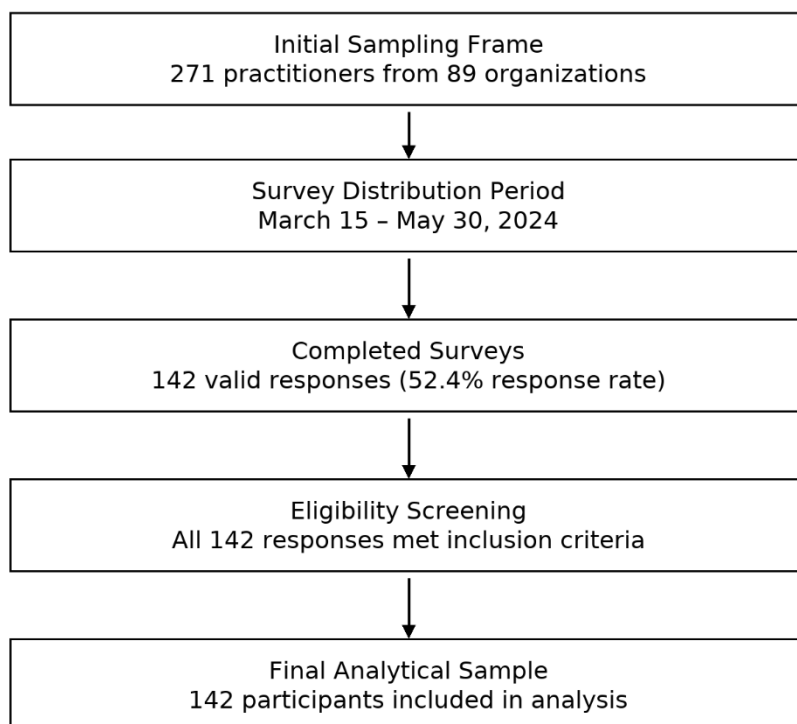 Initial Sampling Frame
271 practitioners from 89 organizations
Survey Distribution Period
March 15 – May 30, 2024
Completed Surveys
142 valid responses (52.4% response rate)
Eligibility Screening
All 142 responses met inclusion criteria
Final Analytical Sample
142 participants included in analysis